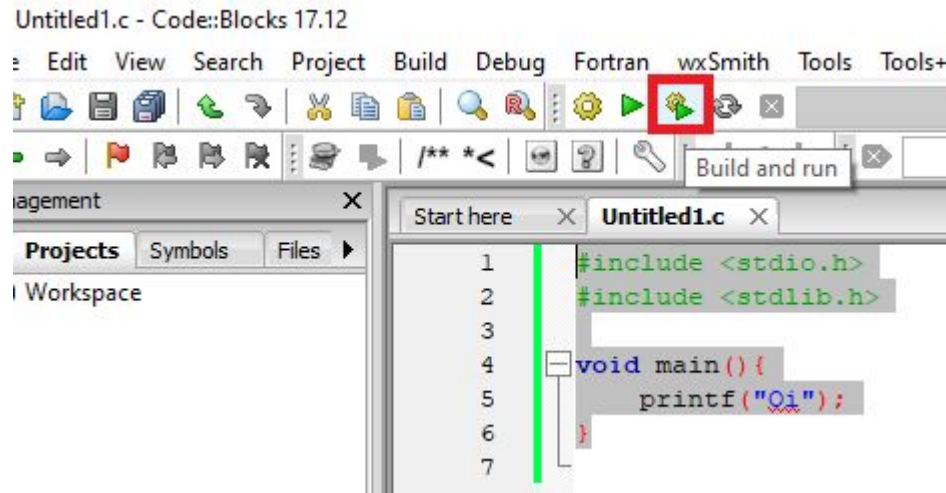 Untitled1.c - Code::Blocks 17.12
Edit View Search Project Build Debug Fortran wxSmith Tools Tools+
/** *<
Build and run
agement
Start here Untitled1.c
Projects Symbols Files
Workspace
1 #include <stdio.h>
2 #include <stdlib.h>
3
4 void main(){
5 printf("Oi");
6 }
7